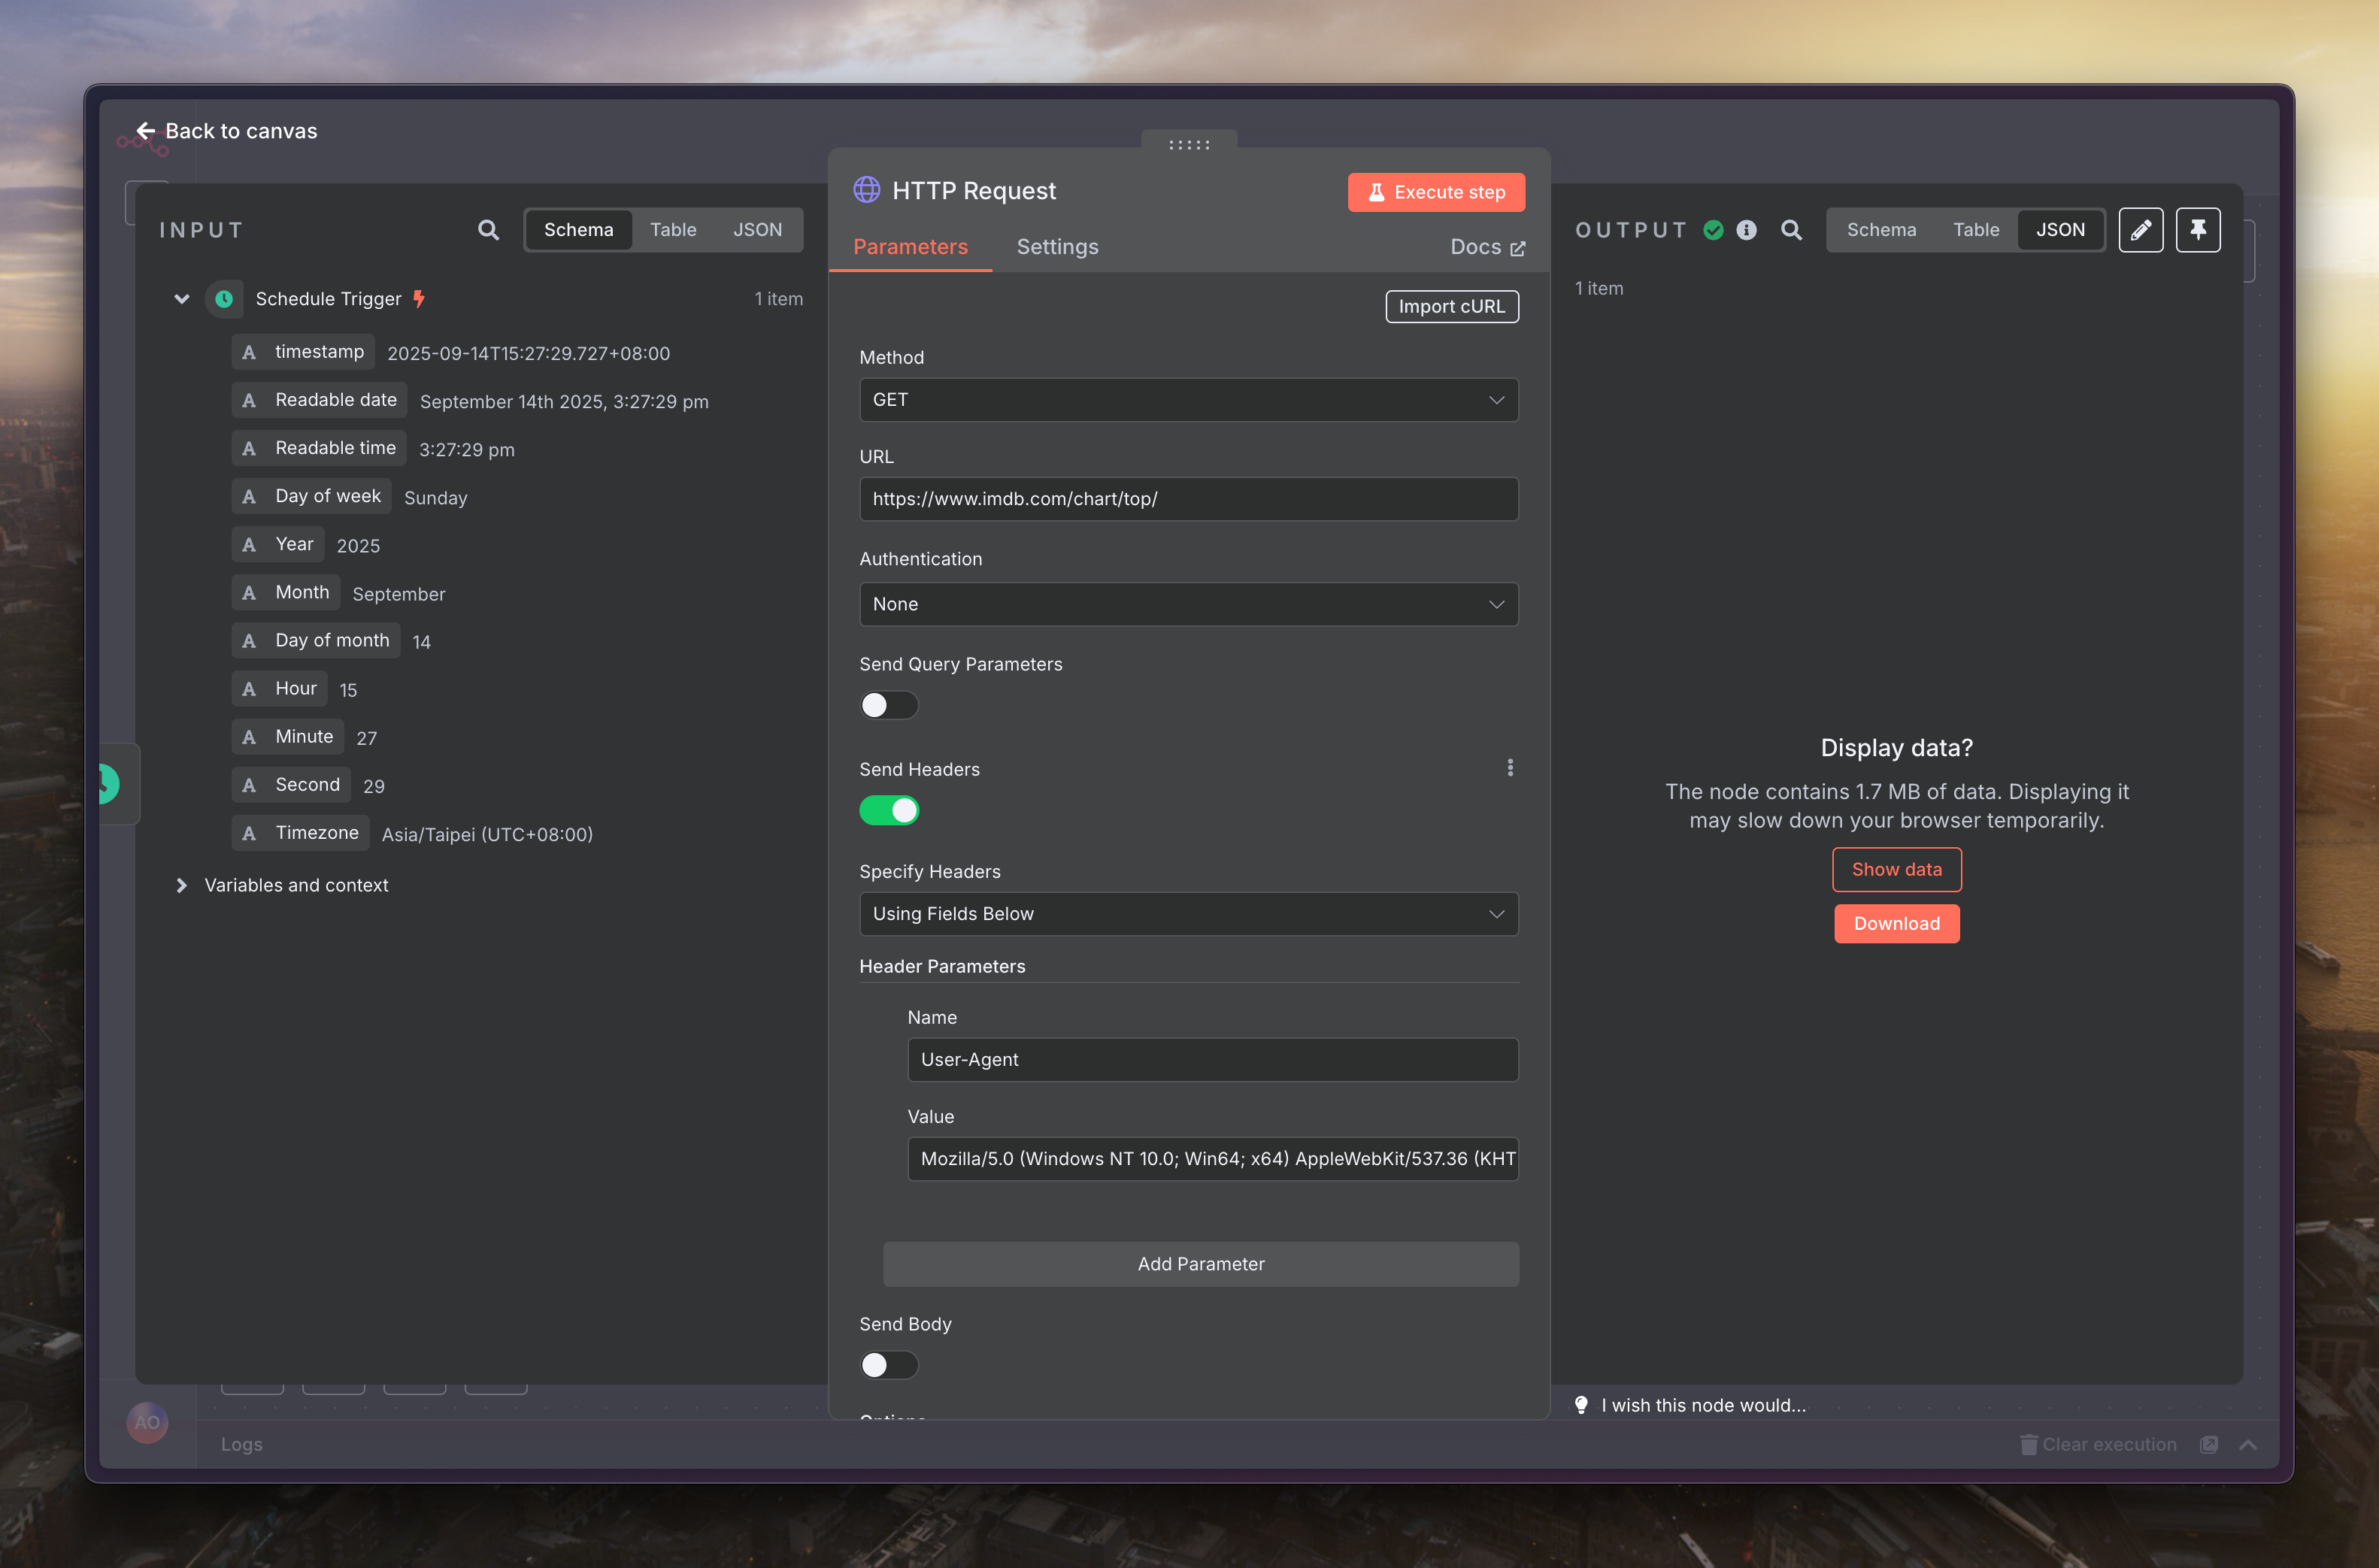 Back to canvas
INPUT
Schema
Table
JSON
Schedule Trigger
1 item
A timestamp 2025-09-14T15:27:29.727+08:00
A Readable date September 14th 2025, 3:27:29 pm
A Readable time 3:27:29 pm
A Day of week Sunday
A Year 2025
A Month September
A Day of month 14
A Hour 15
A Minute 27
A Second 29
A Timezone Asia/Taipei (UTC+08:00)
Variables and context
HTTP Request
Execute step
Parameters
Settings
Docs
Import cURL
Method
GET
URL
https://www.imdb.com/chart/top/
Authentication
None
Send Query Parameters
Send Headers
Specify Headers
Using Fields Below
Header Parameters
Name
User-Agent
Value
Mozilla/5.0 (Windows NT 10.0; Win64; x64) AppleWebKit/537.36 (KHT
Add Parameter
Send Body
Options
OUTPUT
Schema
Table
JSON
1 item
Display data?
The node contains 1.7 MB of data. Displaying it
may slow down your browser temporarily.
Show data
Download
I wish this node would...
AO
Logs
Clear execution